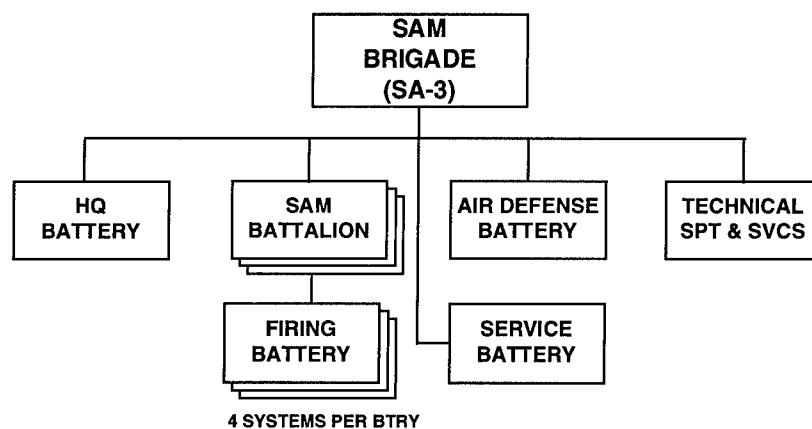 SAM
BRIGADE
(SA-3)
HQ
BATTERY
SAM
BATTALION
AIR DEFENSE
BATTERY
TECHNICAL
SPT & SVCS
FIRING
BATTERY
SERVICE
BATTERY
4 SYSTEMS PER BTRY